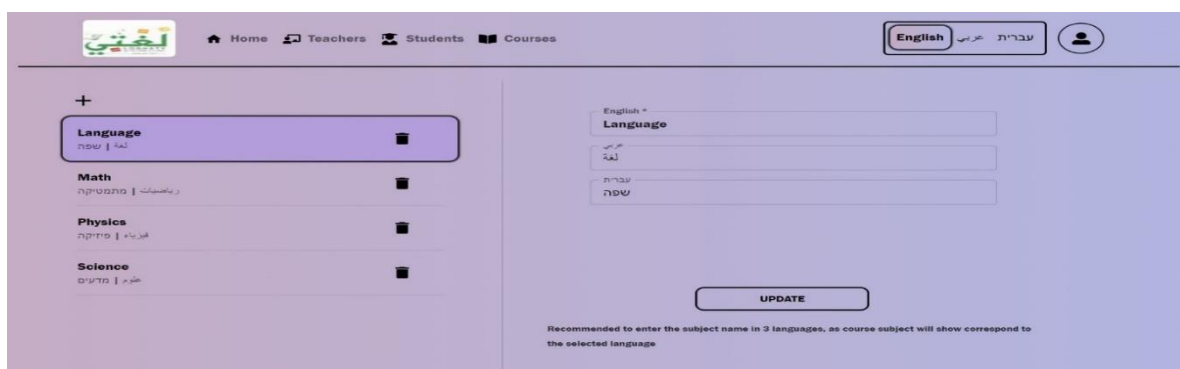 لغتي
Home Teachers Students Courses English عربي עברית
+
Language
لغة | שפה
Math
رياضيات | מתמטיקה
Physics
فيزياء | פיזיקה
Science
علوم | מדעים
English *
Language
عربي
لغة
עברית
שפה
UPDATE
Recommended to enter the subject name in 3 languages, as course subject will show correspond to
the selected language